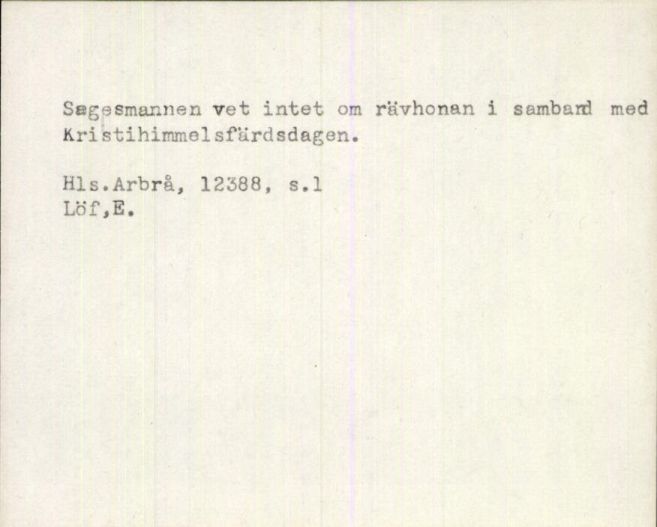 Sagesmannen vet intet om rävhonan i samband med
Kristihimmelsfärdsdagen.
Hls.Arbrå, 12388, s.1
Löf,E.